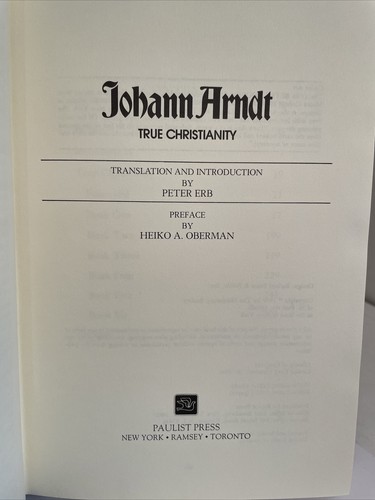 Johann Arndt
TRUE CHRISTIANITY
TRANSLATION AND INTRODUCTION
BY
PETER ERB
PREFACE
BY
HEIKO A. OBERMAN
PAULIST PRESS
NEW YORK • RAMSEY • TORONTO